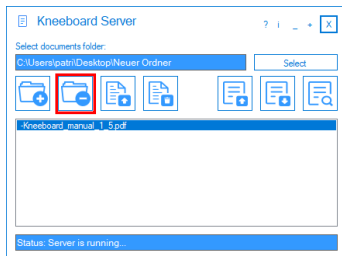 Kneeboard Server
? i _ + X
Select documents folder:
C:\Users\patri\Desktop\Neuer Ordner
Select
-Kneeboard_manual_1_5.pdf
Status: Server is running...